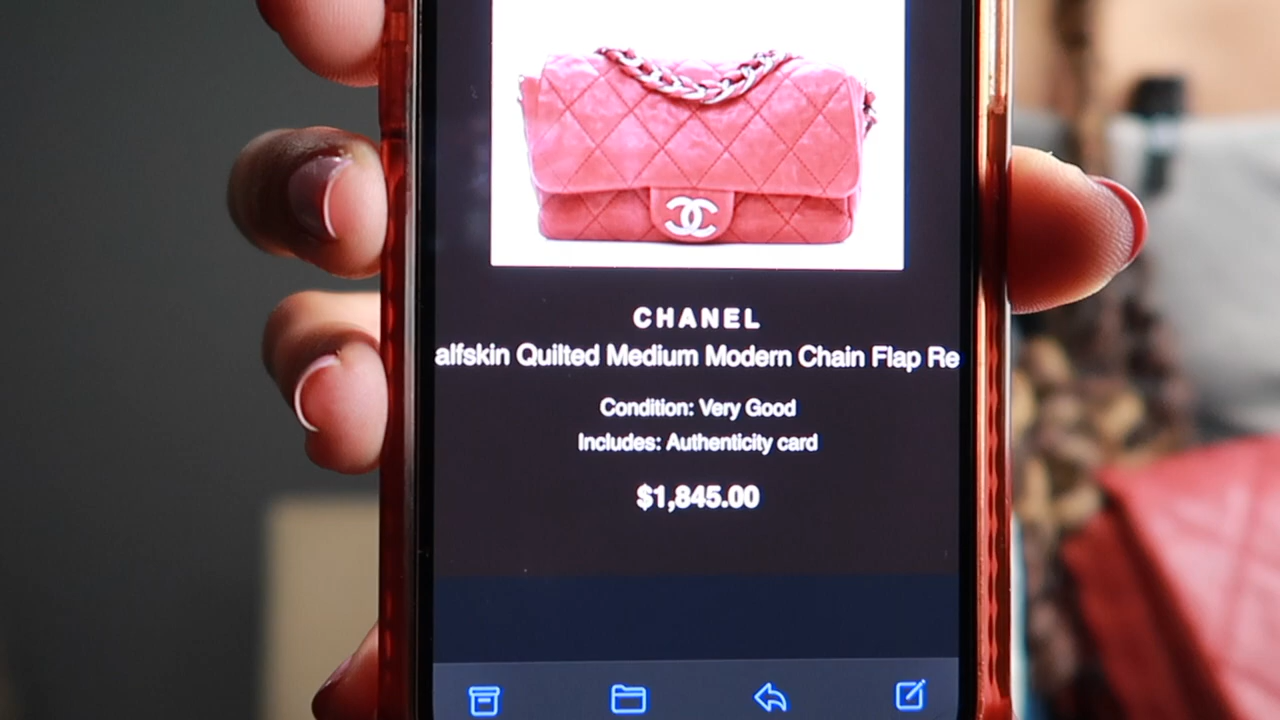 CHANEL
alfskin Quilted Medium Modern Chain Flap Re
Condition: Very Good
Includes: Authenticity card
$1,845.00